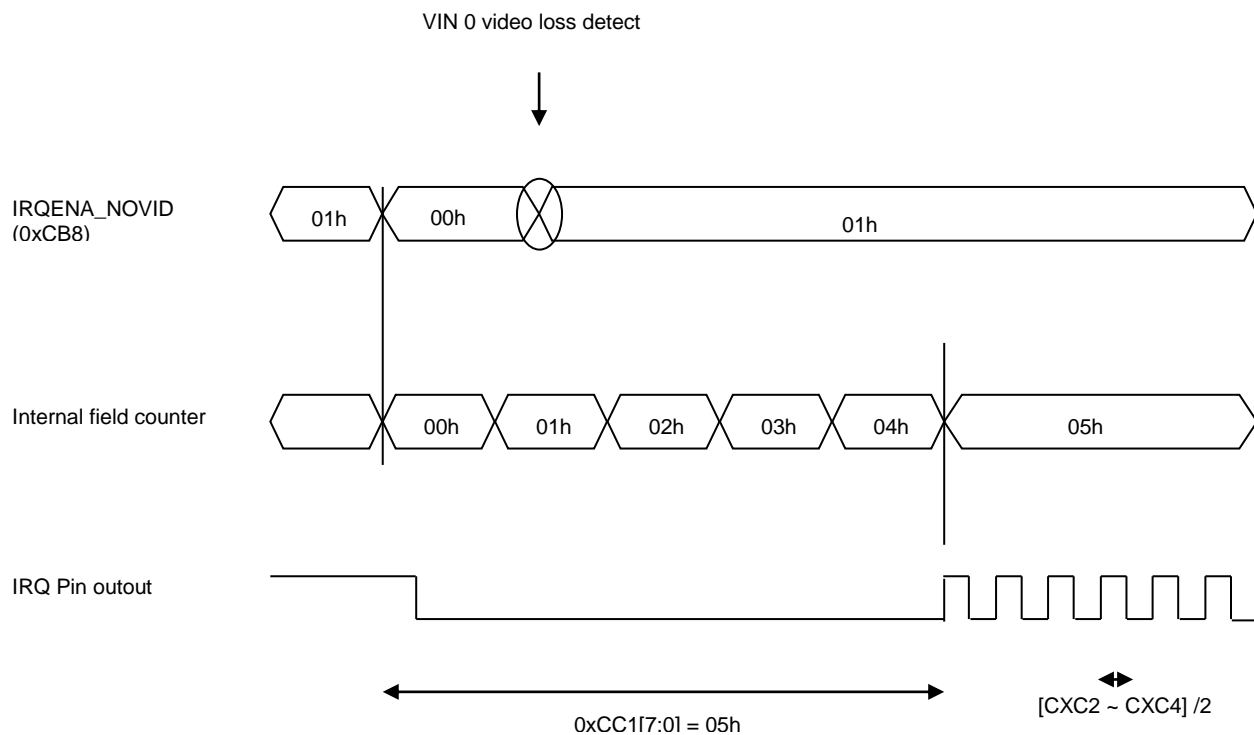 VIN 0 video loss detect
IRQENA_NOVID
(0xCB8)
01h
00h
01h
Internal field counter
00h
01h
02h
03h
04h
05h
IRQ Pin outout
0xCC1[7:0] = 05h
[CXC2 ~ CXC4] /2